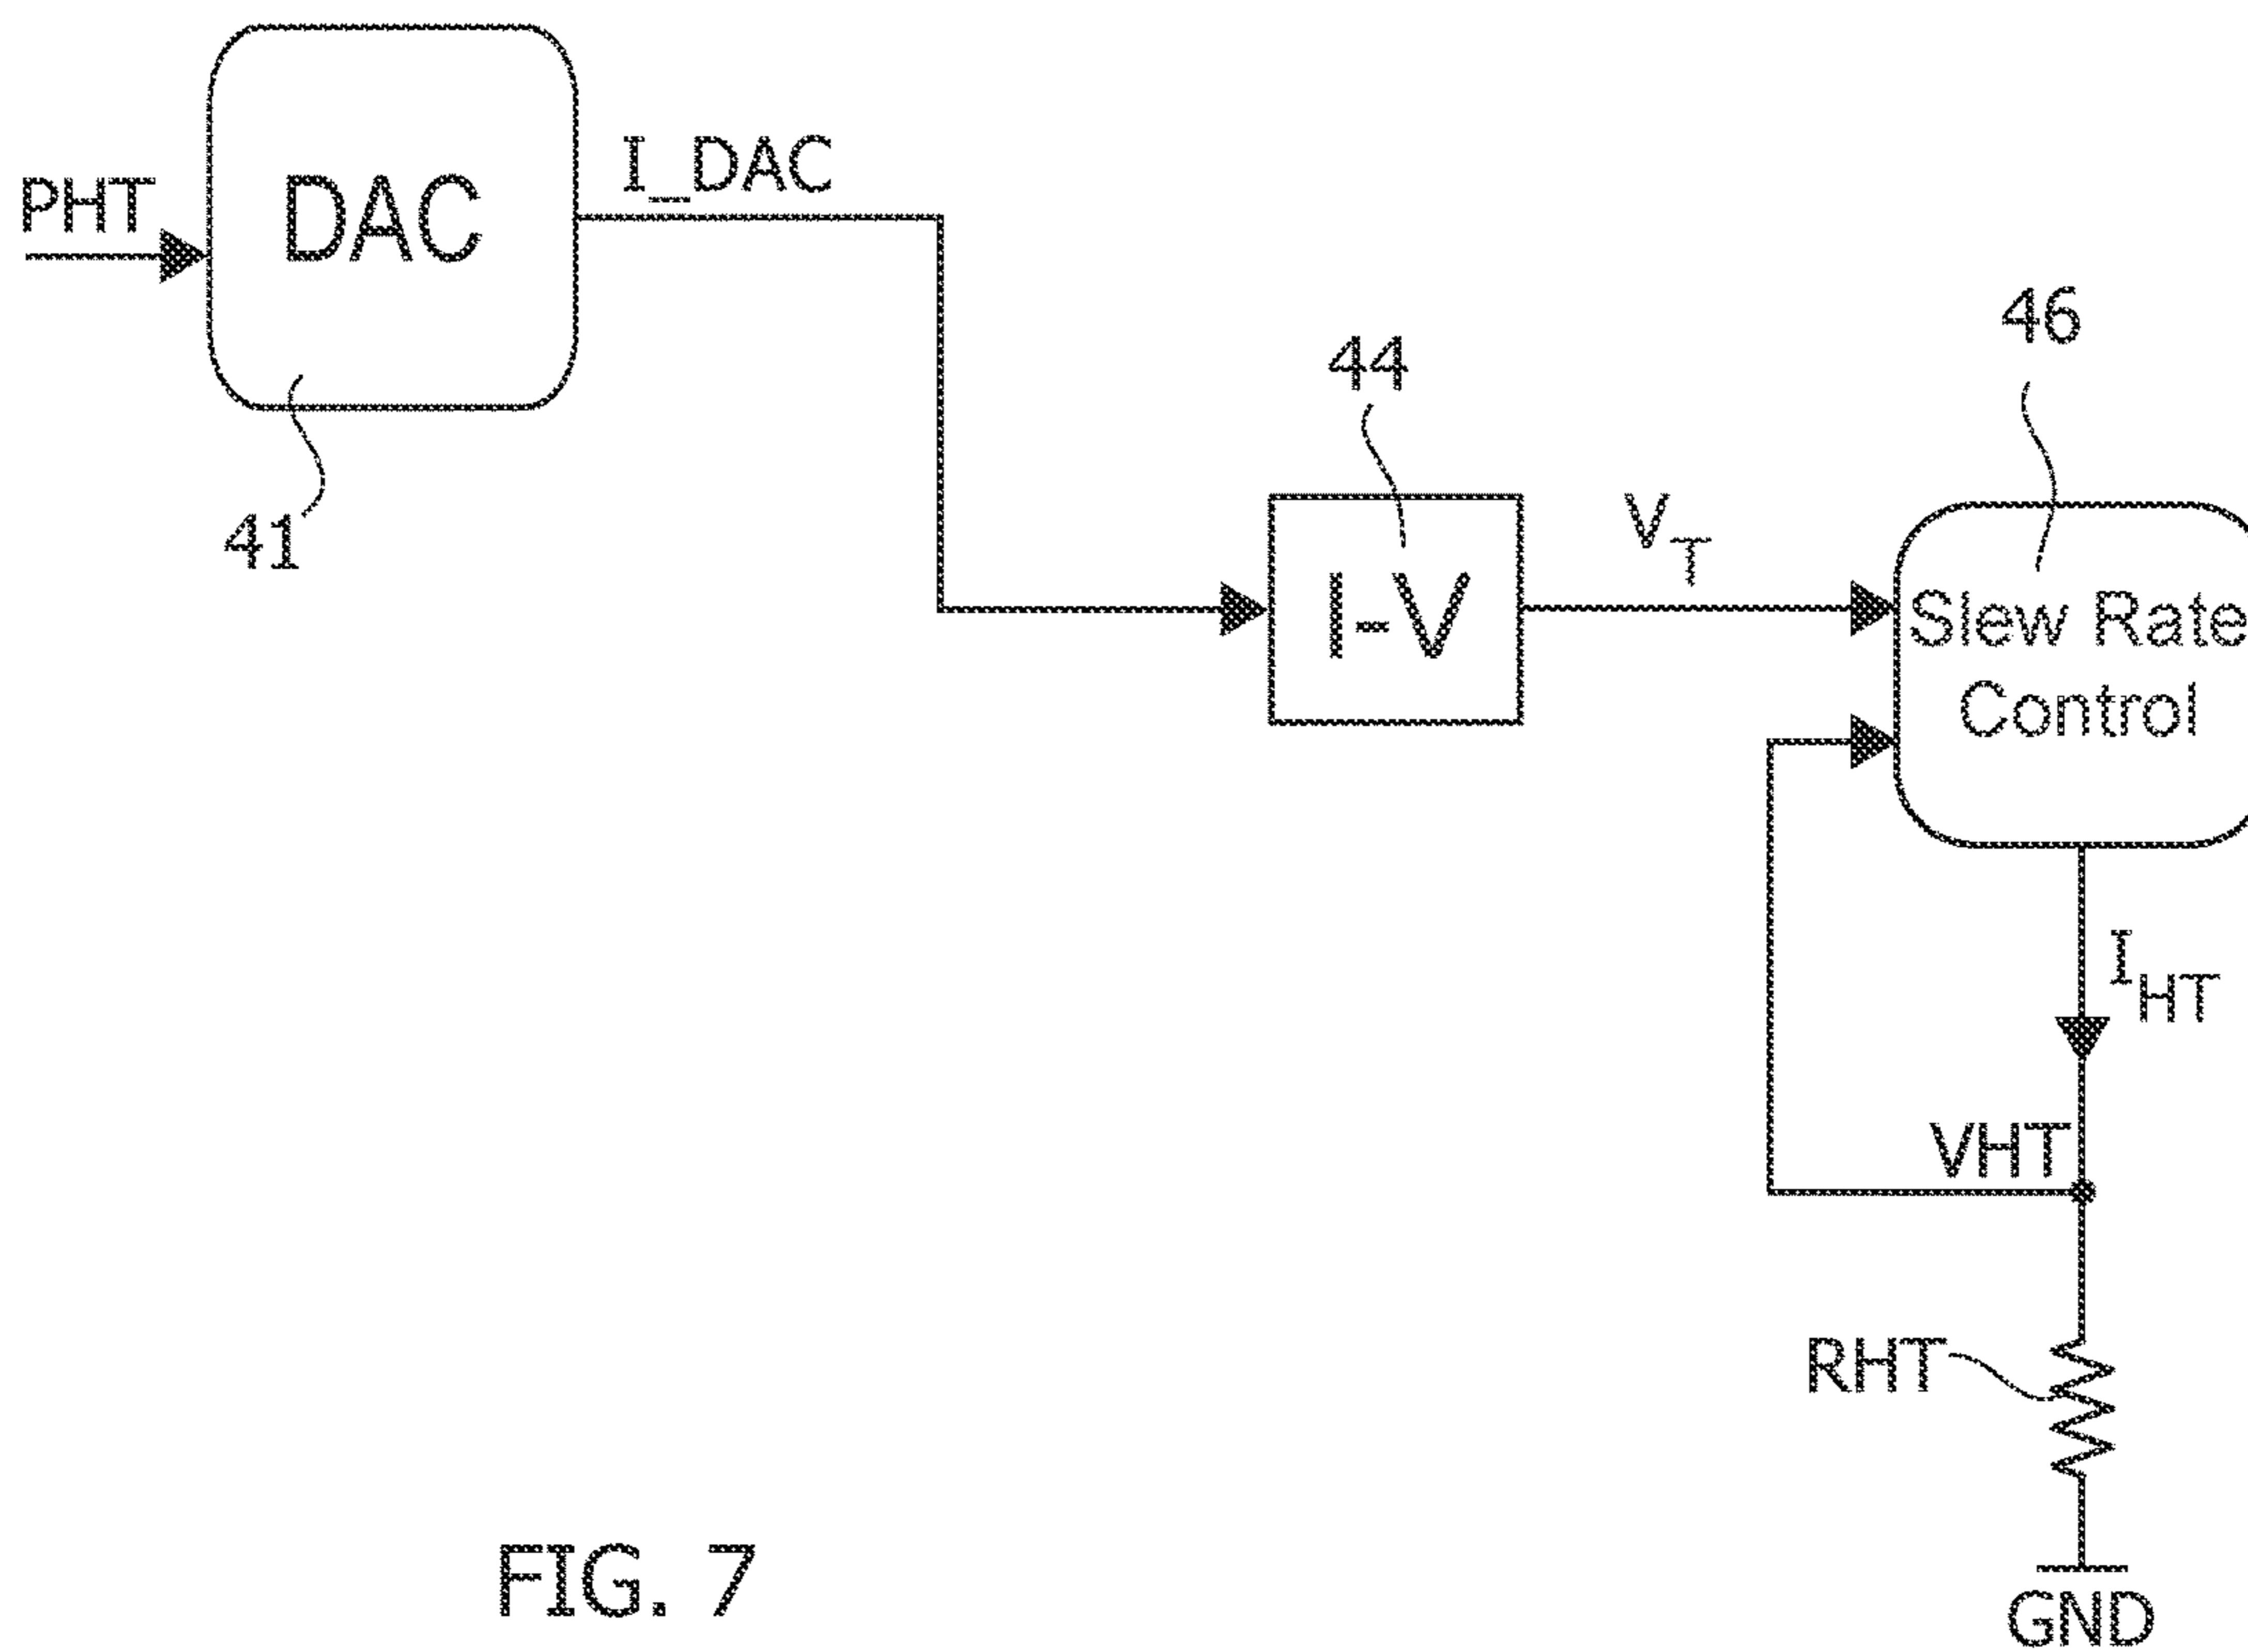 PHT
DAC
I_DAC
41
44
I-V
V_T
46
Slew Rate
Control
I_HT
VHT
RHT
GND
FIG. 7